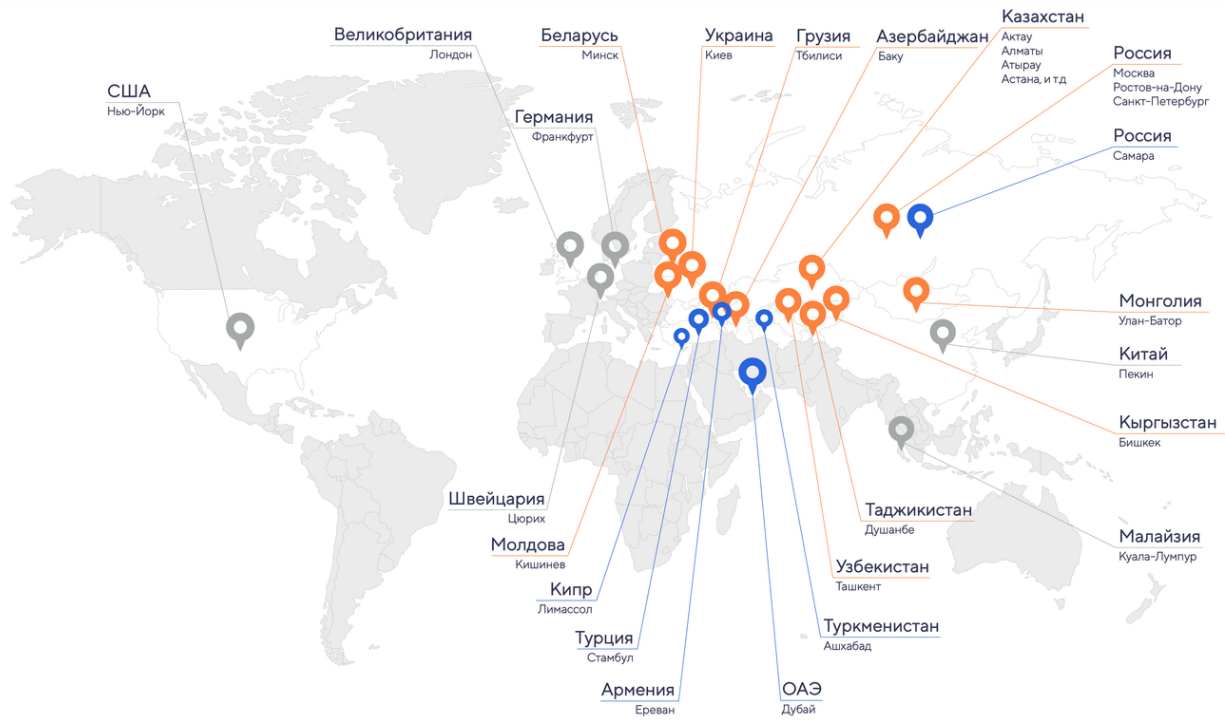 Великобритания
Лондон
Беларусь
Минск
Украина
Киев
Грузия
Тбилиси
Азербайджан
Баку
Казахстан
Актау
Алматы
Атырау
Астана, и т.д
Россия
Москва
Ростов-на-Дону
Санкт-Петербург
США
Нью-Йорк
Германия
Франкфурт
Россия
Самара
Монголия
Улан-Батор
Китай
Пекин
Кыргызстан
Бишкек
Швейцария
Цюрих
Молдова
Кишинев
Кипр
Лимассол
Турция
Стамбул
Армения
Ереван
ОАЭ
Дубай
Туркменистан
Ашхабад
Узбекистан
Ташкент
Таджикистан
Душанбе
Малайзия
Куала-Лумпур